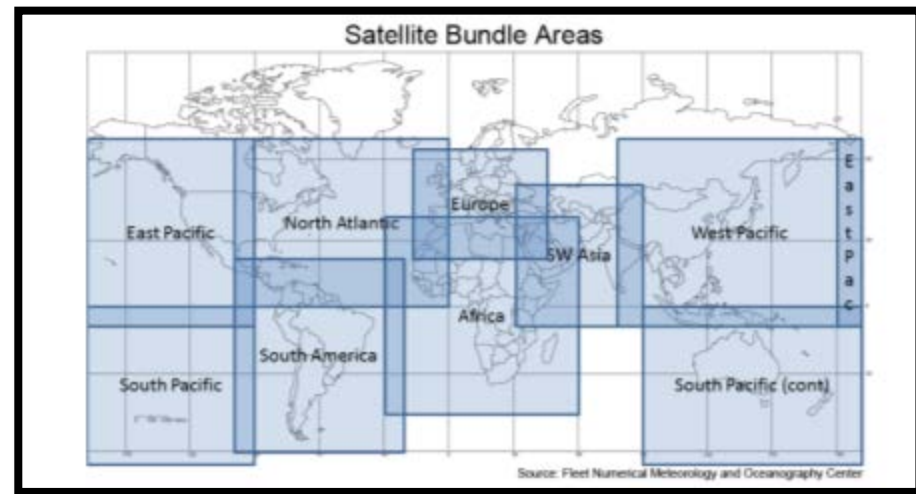 Satellite Bundle Areas
East Pacific
North Atlantic
Europe
SW Asia
West Pacific
E
a
s
t
P
a
c
Africa
South America
South Pacific
South Pacific (cont)
Source: Fleet Numerical Meteorology and Oceanography Center